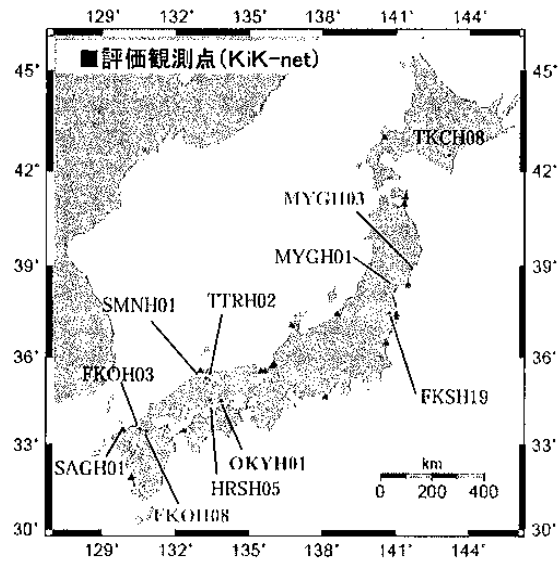 129° 132° 135° 138° 141° 144°
■評価観測点(KiK-net)
45° 45°
TKCH08
42° 42°
MYGH03
39° MYGH01 39°
SMNH01 TTRH02
36° 36°
FKOH03
FKSH19
33° 33°
SAGH01 OKYH01
HRSH05
FKOH08
km
0 200 400
30° 30°
129° 132° 135° 138° 141° 144°